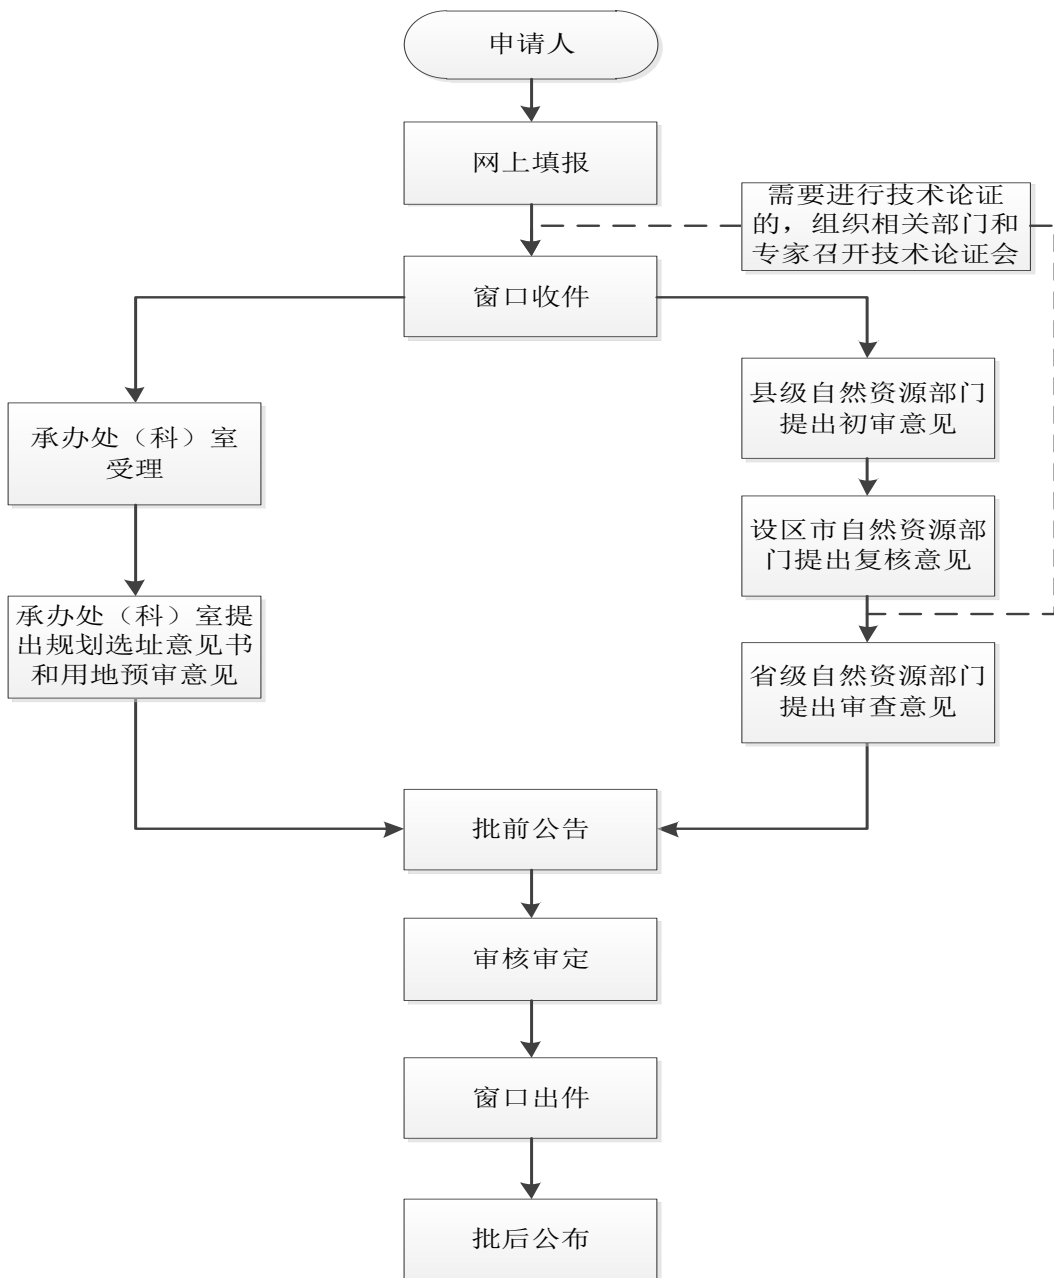 申请人
网上填报
需要进行技术论证
的，组织相关部门和
专家召开技术论证会
窗口收件
承办处（科）室
受理
县级自然资源部门
提出初审意见
设区市自然资源部
门提出复核意见
承办处（科）室提
出规划选址意见书
和用地预审意见
省级自然资源部门
提出审查意见
批前公告
审核审定
窗口出件
批后公布